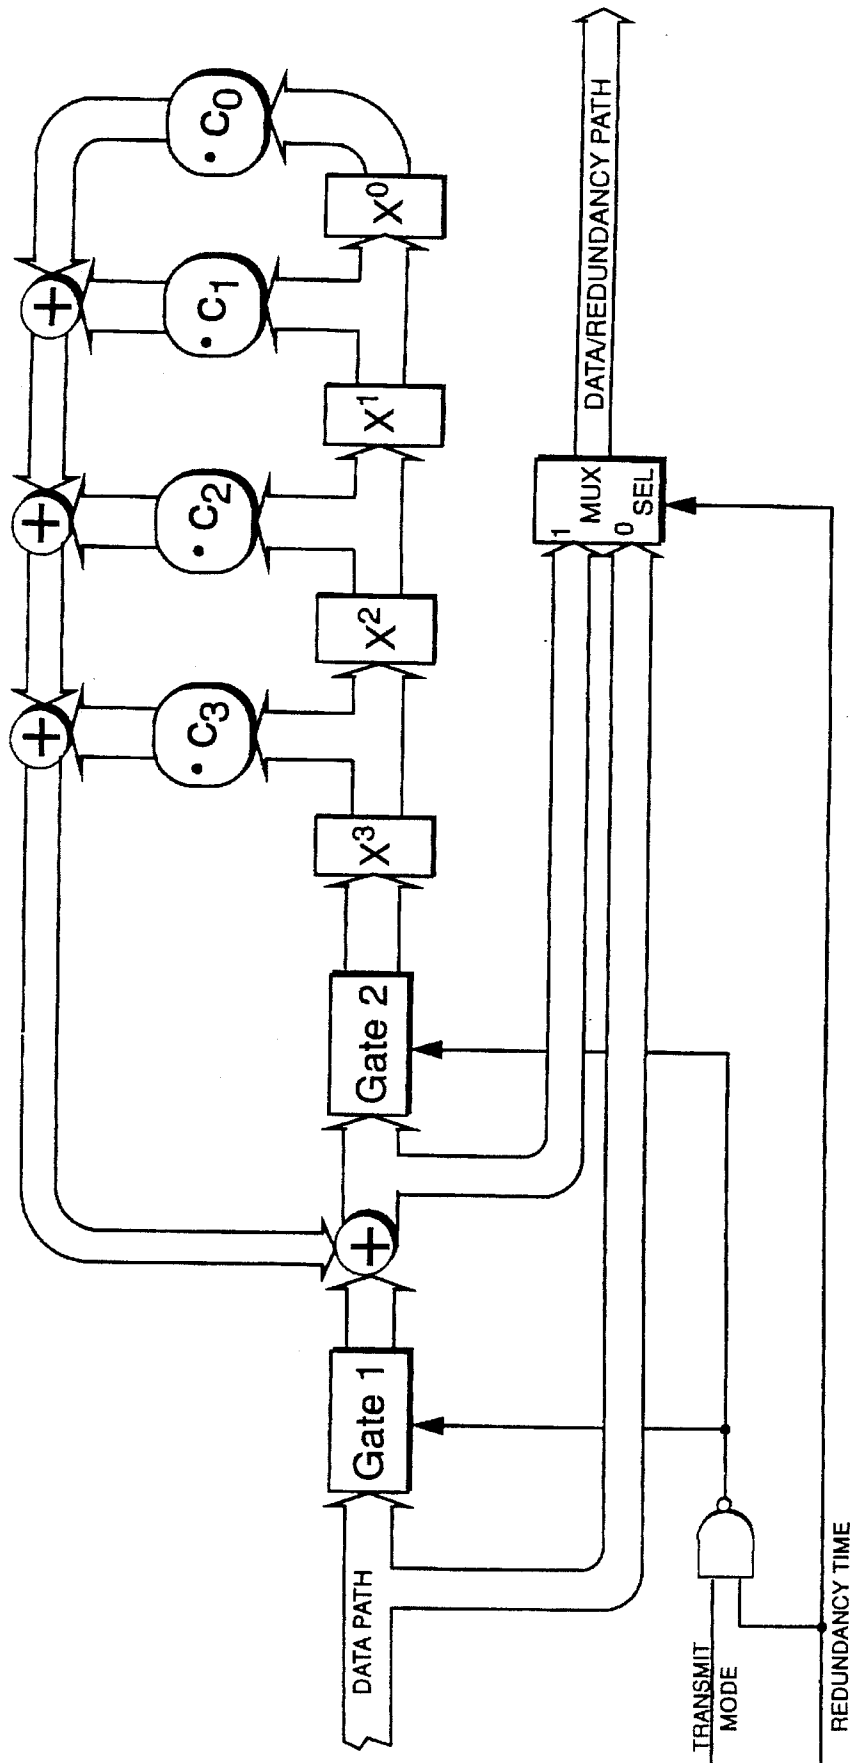 DATA PATH
Gate 1
+
Gate 2
X³
X²
X¹
X⁰
• C₃
• C₂
• C₁
• C₀
+
+
+
1
MUX
0
SEL
DATA/REDUNDANCY PATH
TRANSMIT
MODE
REDUNDANCY TIME